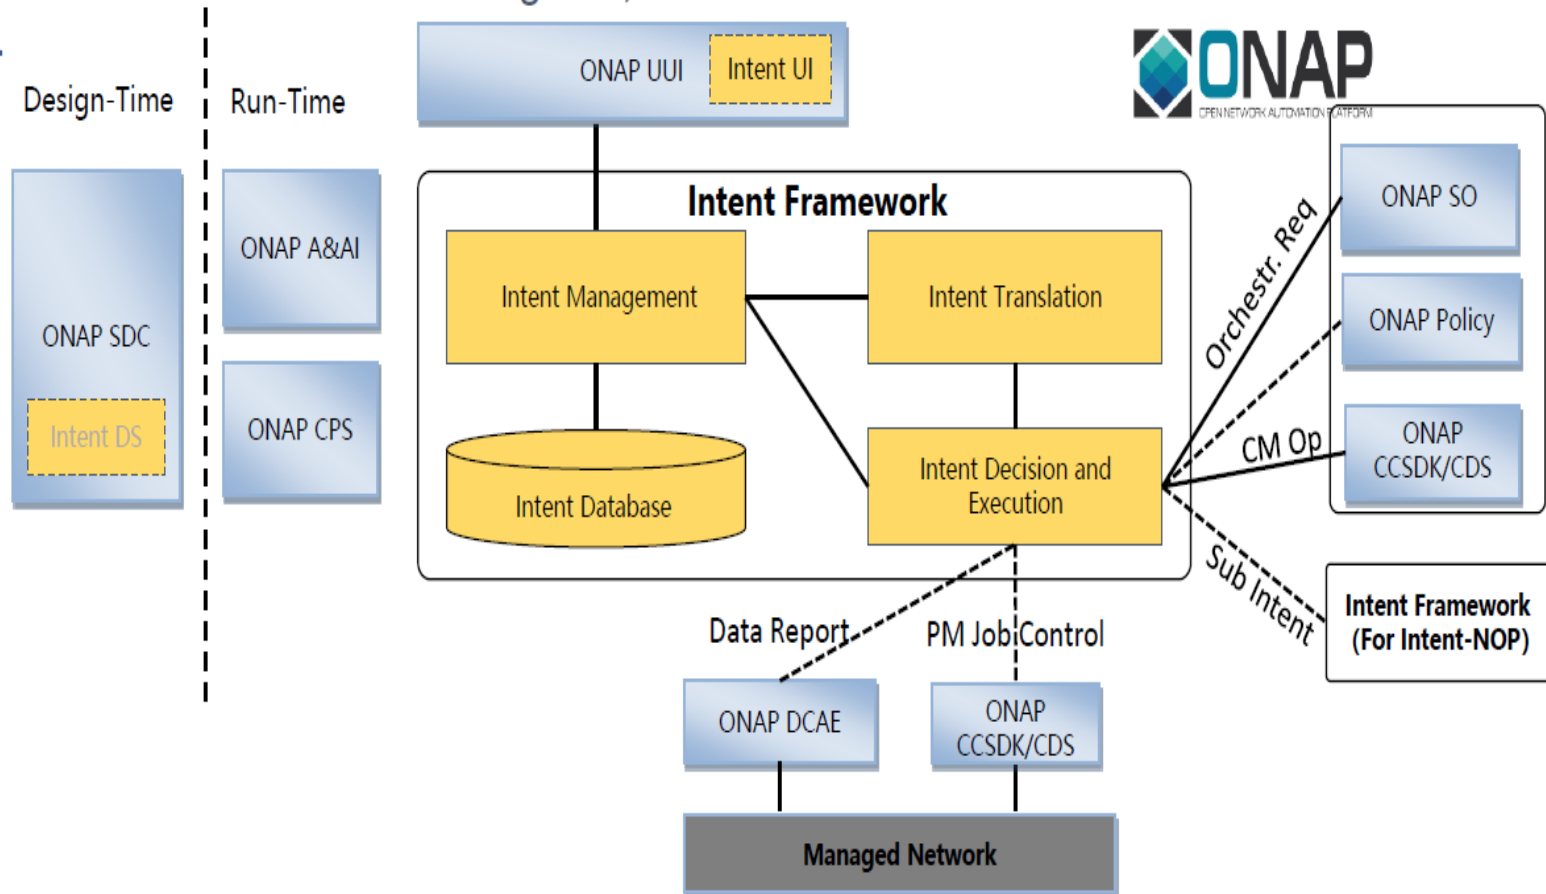 Design-Time
Run-Time
ONAP UUI
Intent UI
ONAP
OPEN NETWORK AUTOMATION PLATFORM
ONAP SDC
Intent DS
ONAP A&AI
ONAP CPS
Intent Framework
Intent Management
Intent Translation
Intent Database
Intent Decision and
Execution
Orchestr. Req
CM Op
Sub Intent
ONAP SO
ONAP Policy
ONAP
CCSDK/CDS
Intent Framework
(For Intent-NOP)
Data Report
PM Job Control
ONAP DCAE
ONAP
CCSDK/CDS
Managed Network